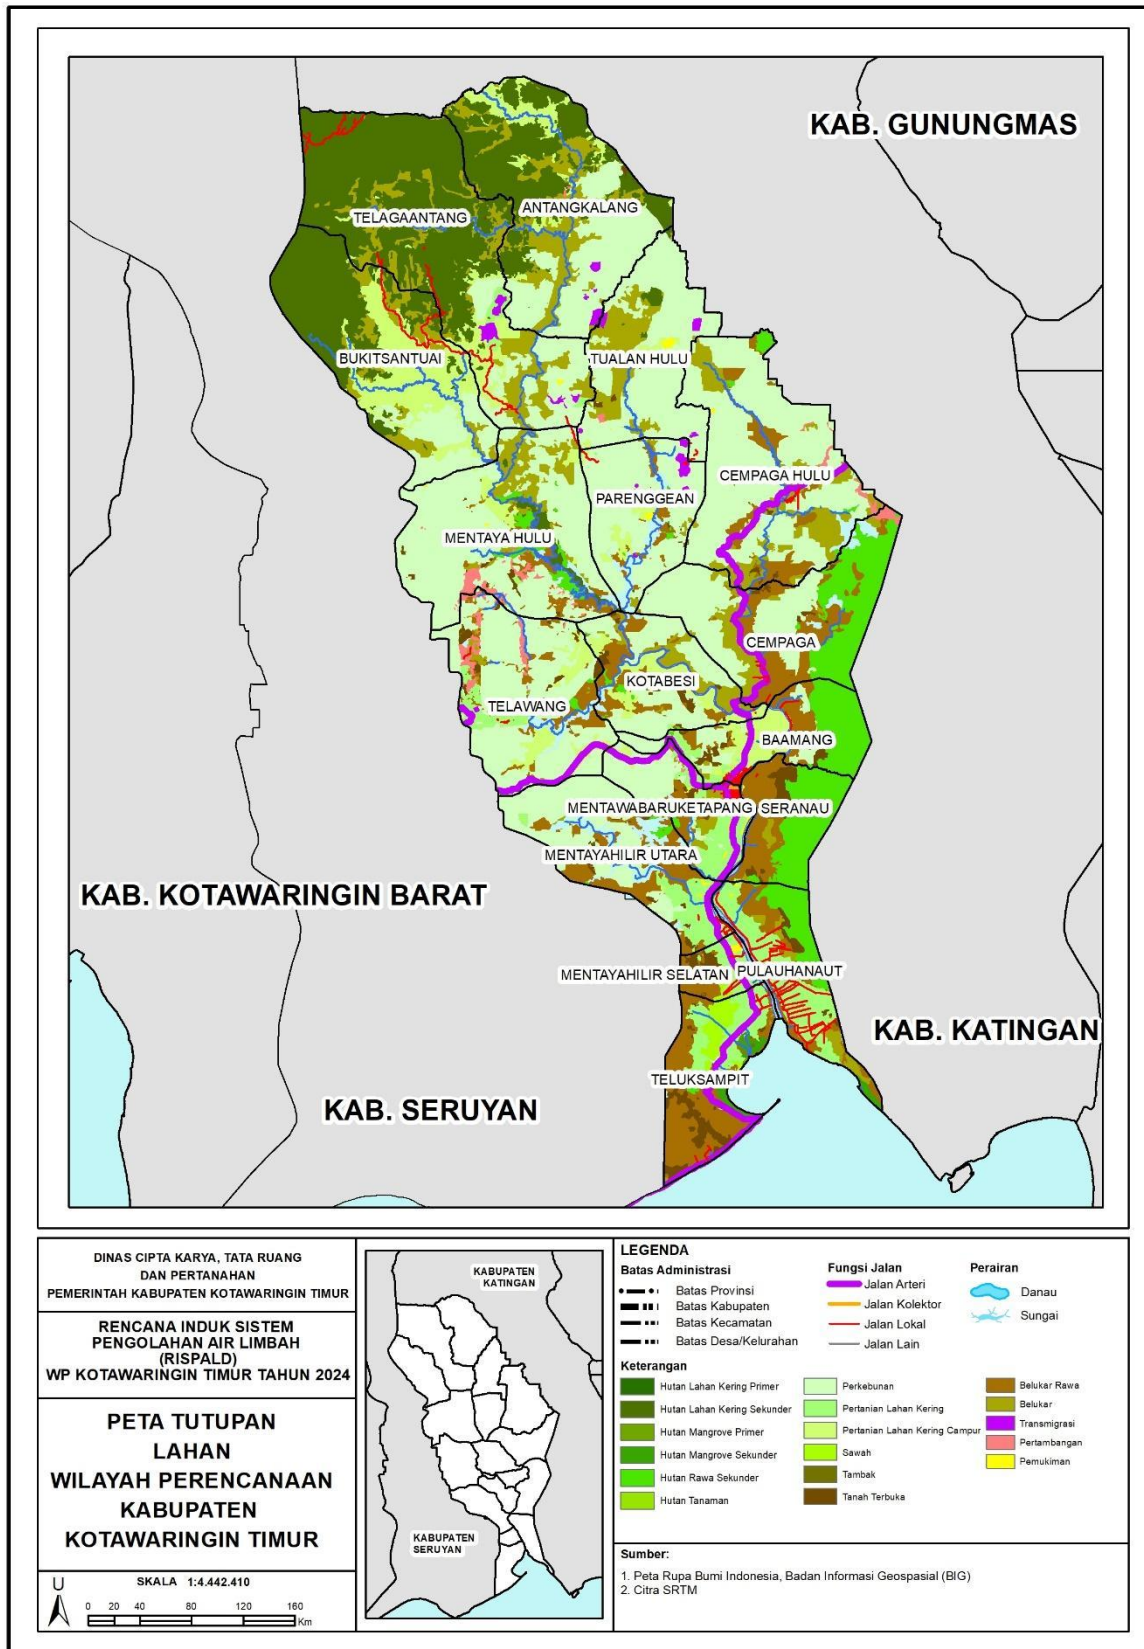 KAB. GUNUNGMAS
ANTANGKALANG
TELAGAANTANG
BUKITSANTUAI
TUALAN HULU
CEMPAGA HULU
PARENGGEAN
MENTAYA HULU
CEMPAGA
KOTABESI
TELAWANG
BAAMANG
MENTAWABARUKETAPANG
SERANAU
MENTAYAHILIR UTARA
KAB. KOTAWARINGIN BARAT
MENTAYAHILIR SELATAN
PULAUHANAUT
KAB. KATINGAN
TELUKSAMPIT
KAB. SERUYAN
DINAS CIPTA KARYA, TATA RUANG
DAN PERTANAHAN
PEMERINTAH KABUPATEN KOTAWARINGIN TIMUR
RENCANA INDUK SISTEM
PENGOLAHAN AIR LIMBAH
(RISPALD)
WP KOTAWARINGIN TIMUR TAHUN 2024
PETA TUTUPAN
LAHAN
WILAYAH PERENCANAAN
KABUPATEN
KOTAWARINGIN TIMUR
U
SKALA 1:4.442.410
0 20 40 80 120 160
Km
KABUPATEN
KATINGAN
KABUPATEN
SERUYAN
LEGENDA
Batas Administrasi
Batas Provinsi
Batas Kabupaten
Batas Kecamatan
Batas Desa/Kelurahan
Fungsi Jalan
Jalan Arteri
Jalan Kolektor
Jalan Lokal
Jalan Lain
Perairan
Danau
Sungai
Keterangan
Hutan Lahan Kering Primer
Hutan Lahan Kering Sekunder
Hutan Mangrove Primer
Hutan Mangrove Sekunder
Hutan Rawa Sekunder
Hutan Tanaman
Perkebunan
Pertanian Lahan Kering
Pertanian Lahan Kering Campur
Sawah
Tambak
Tanah Terbuka
Belukar Rawa
Belukar
Transmigrasi
Pertambangan
Pemukiman
Sumber:
1. Peta Rupa Bumi Indonesia, Badan Informasi Geospasial (BIG)
2. Citra SRTM